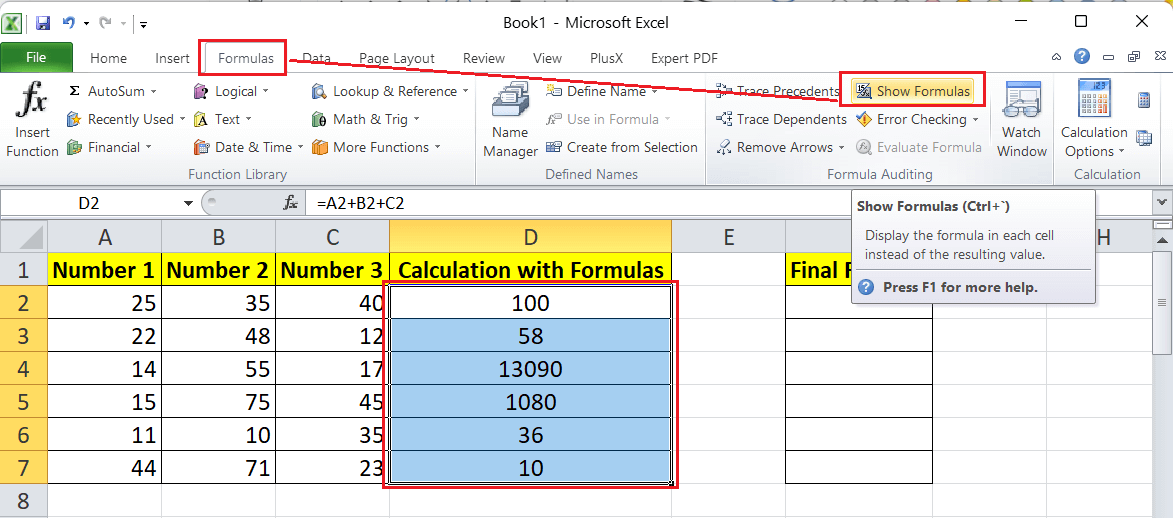 Book1 - Microsoft Excel
File Home Insert Formulas Data Page Layout Review View PlusX Expert PDF
fx Insert Function
Σ AutoSum
Recently Used
Financial
Logical
Text
Date & Time
Lookup & Reference
Math & Trig
More Functions
Function Library
Name Manager
Define Name
Use in Formula
Create from Selection
Defined Names
Trace Precedents
Trace Dependents
Remove Arrows
Show Formulas
Error Checking
Evaluate Formula
Formula Auditing
Watch Window
Calculation Options
Calculation
D2 fx =A2+B2+C2
Show Formulas (Ctrl+`)
Display the formula in each cell
instead of the resulting value.
Press F1 for more help.
A B C D E H
1 Number 1 Number 2 Number 3 Calculation with Formulas Final F
2 25 35 40 100
3 22 48 12 58
4 14 55 17 13090
5 15 75 45 1080
6 11 10 35 36
7 44 71 23 10
8